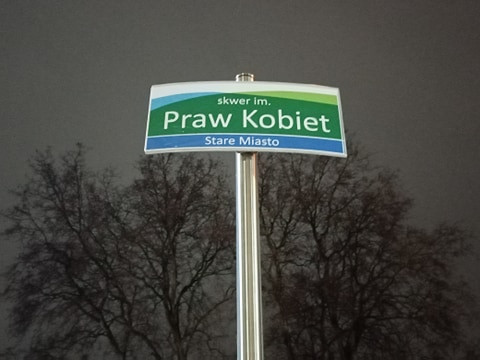 skwer im.
Praw Kobiet
Stare Miasto